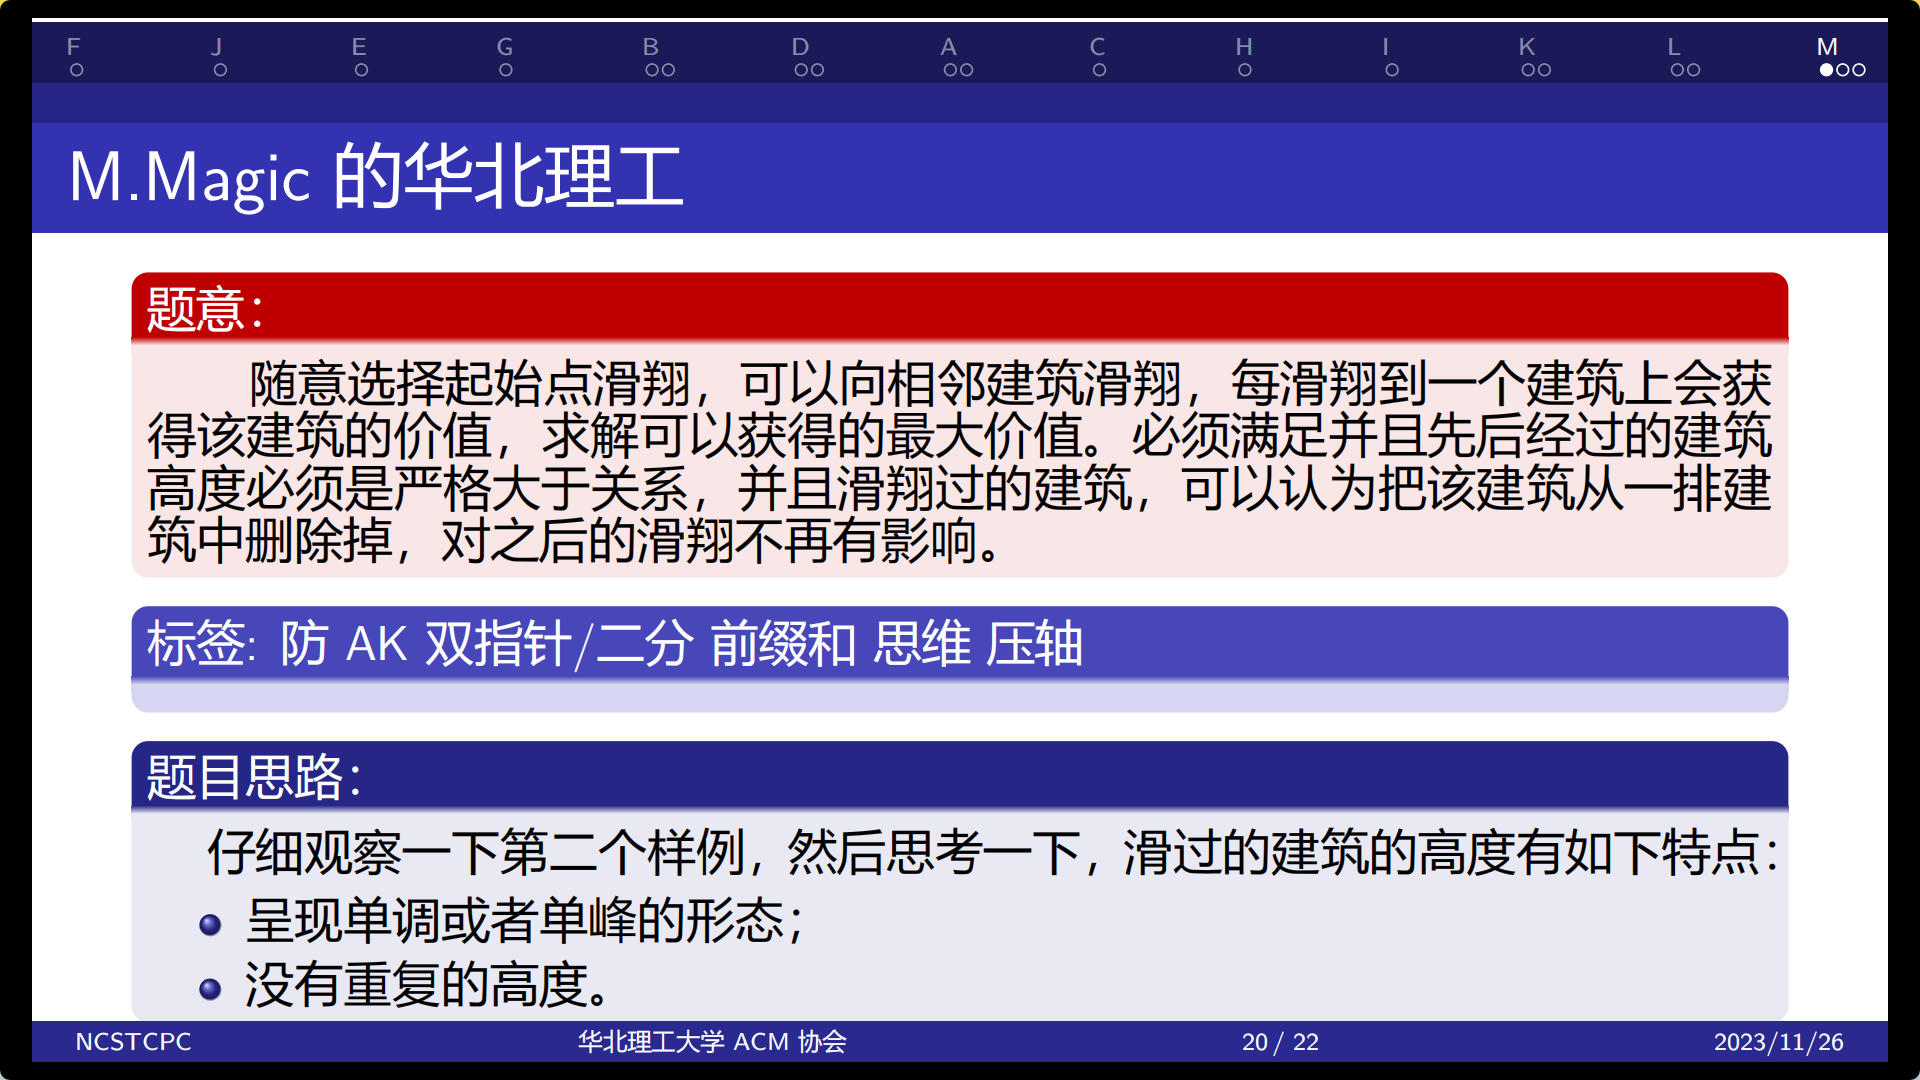 F J E G B D A C H I K L M
M.Magic 的华北理工
题意：
随意选择起始点滑翔，可以向相邻建筑滑翔，每滑翔到一个建筑上会获
得该建筑的价值，求解可以获得的最大价值。必须满足并且先后经过的建筑
高度必须是严格大于关系，并且滑翔过的建筑，可以认为把该建筑从一排建
筑中删除掉，对之后的滑翔不再有影响。
标签: 防 AK 双指针/二分 前缀和 思维 压轴
题目思路：
仔细观察一下第二个样例，然后思考一下，滑过的建筑的高度有如下特点：
呈现单调或者单峰的形态；
没有重复的高度。
NCSTCPC 华北理工大学 ACM 协会 20 / 22 2023/11/26